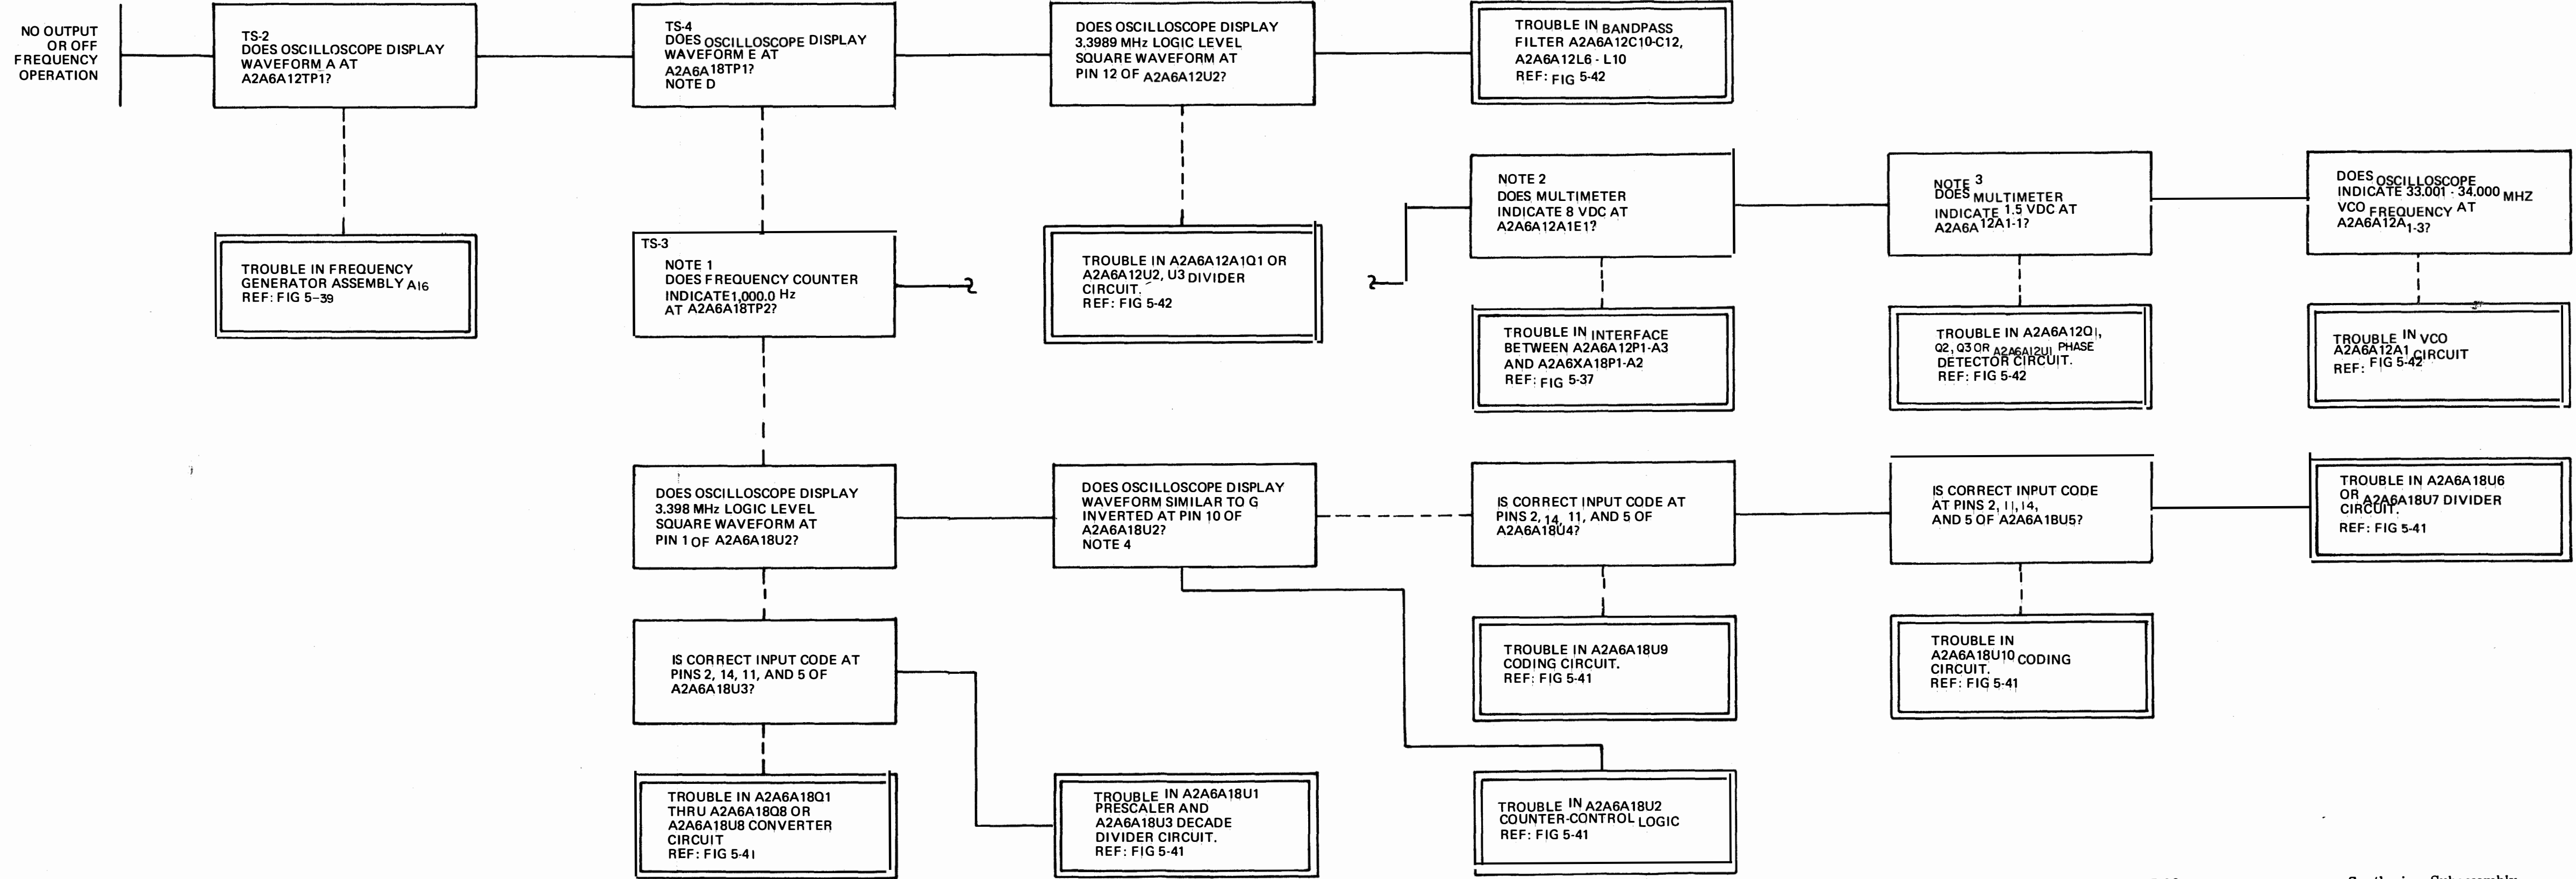 NO OUTPUT
OR OFF
FREQUENCY
OPERATION
TS-2
DOES OSCILLOSCOPE DISPLAY
WAVEFORM A AT
A2A6A12TP1?
TS-4
DOES OSCILLOSCOPE DISPLAY
WAVEFORM E AT
A2A6A18TP1?
NOTE D
DOES OSCILLOSCOPE DISPLAY
3.3989 MHz LOGIC LEVEL
SQUARE WAVEFORM AT
PIN 12 OF A2A6A12U2?
TROUBLE IN BANDPASS
FILTER A2A6A12C10-C12,
A2A6A12L6 - L10
REF: FIG 5-42
NOTE 2
DOES MULTIMETER
INDICATE 8 VDC AT
A2A6A12A1E1?
NOTE 3
DOES MULTIMETER
INDICATE 1.5 VDC AT
A2A6A12A1-1?
DOES OSCILLOSCOPE
INDICATE 33.001 - 34.000 MHZ
VCO FREQUENCY AT
A2A6A12A1-3?
TROUBLE IN FREQUENCY
GENERATOR ASSEMBLY A16
REF: FIG 5-39
TS-3
NOTE 1
DOES FREQUENCY COUNTER
INDICATE 1,000.0 Hz
AT A2A6A18TP2?
TROUBLE IN A2A6A12A1Q1 OR
A2A6A12U2, U3 DIVIDER
CIRCUIT.
REF: FIG 5-42
TROUBLE IN INTERFACE
BETWEEN A2A6A12P1-A3
AND A2A6XA18P1-A2
REF: FIG 5-37
TROUBLE IN A2A6A12Q1,
Q2, Q3 OR A2A6A12U1 PHASE
DETECTOR CIRCUIT.
REF: FIG 5-42
TROUBLE IN VCO
A2A6A12A1 CIRCUIT
REF: FIG 5-42
DOES OSCILLOSCOPE DISPLAY
3.398 MHz LOGIC LEVEL
SQUARE WAVEFORM AT
PIN 1 OF A2A6A18U2?
DOES OSCILLOSCOPE DISPLAY
WAVEFORM SIMILAR TO G
INVERTED AT PIN 10 OF
A2A6A18U2?
NOTE 4
IS CORRECT INPUT CODE AT
PINS 2, 14, 11, AND 5 OF
A2A6A18U4?
IS CORRECT INPUT CODE
AT PINS 2, 11, 14,
AND 5 OF A2A6A1BU5?
TROUBLE IN A2A6A18U6
OR A2A6A18U7 DIVIDER
CIRCUIT.
REF: FIG 5-41
IS CORRECT INPUT CODE AT
PINS 2, 14, 11, AND 5 OF
A2A6A18U3?
TROUBLE IN A2A6A18U9
CODING CIRCUIT.
REF: FIG 5-41
TROUBLE IN
A2A6A18U10 CODING
CIRCUIT.
REF: FIG 5-41
TROUBLE IN A2A6A18Q1
THRU A2A6A18Q8 OR
A2A6A18U8 CONVERTER
CIRCUIT
REF: FIG 5-41
TROUBLE IN A2A6A18U1
PRESCALER AND
A2A6A18U3 DECADE
DIVIDER CIRCUIT.
REF: FIG 5-41
TROUBLE IN A2A6A18U2
COUNTER-CONTROL LOGIC
REF: FIG 5-41